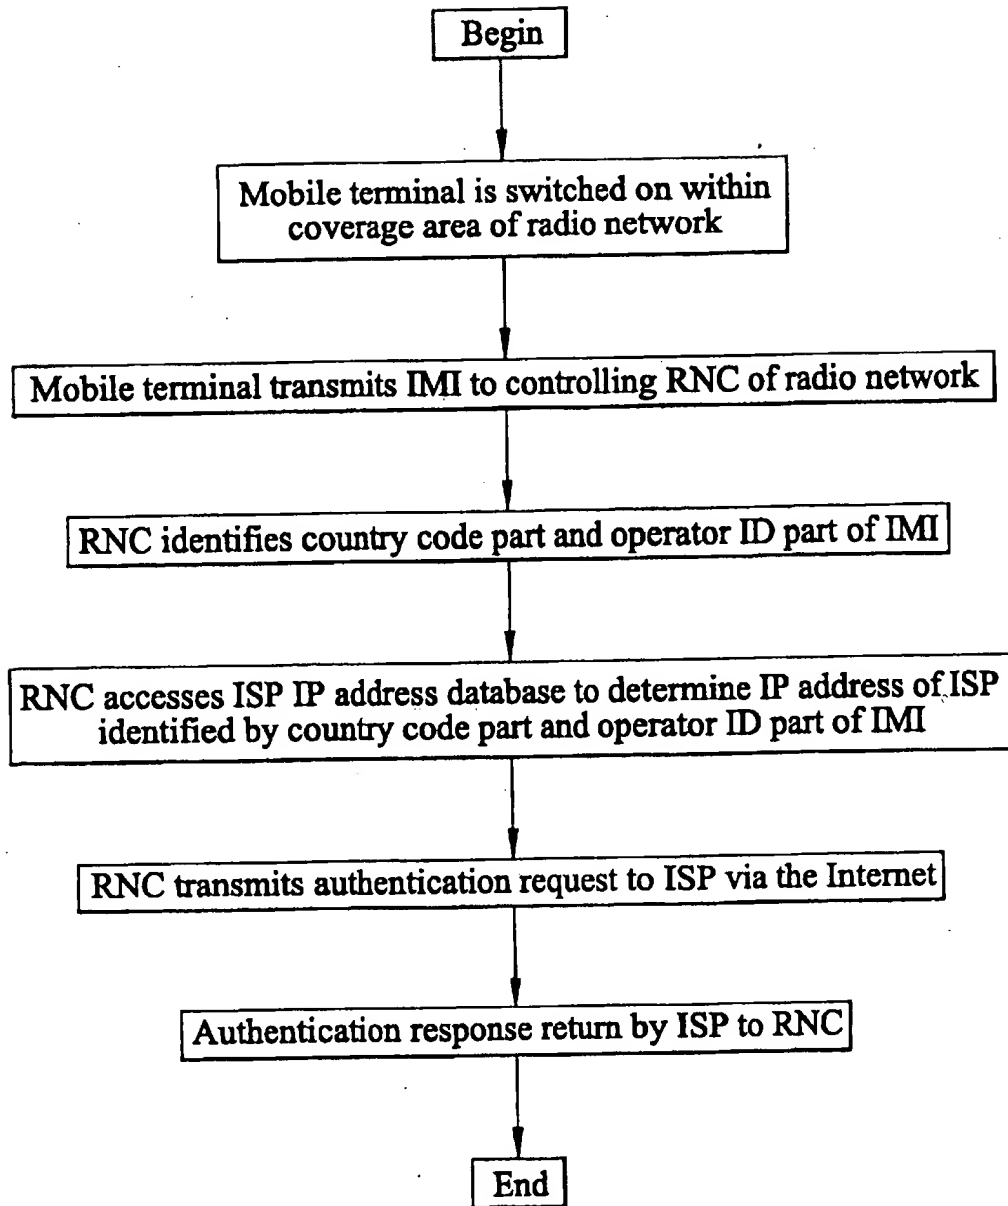 Begin
Mobile terminal is switched on within
coverage area of radio network
Mobile terminal transmits IMI to controlling RNC of radio network
RNC identifies country code part and operator ID part of IMI
RNC accesses ISP IP address database to determine IP address of ISP
identified by country code part and operator ID part of IMI
RNC transmits authentication request to ISP via the Internet
Authentication response return by ISP to RNC
End